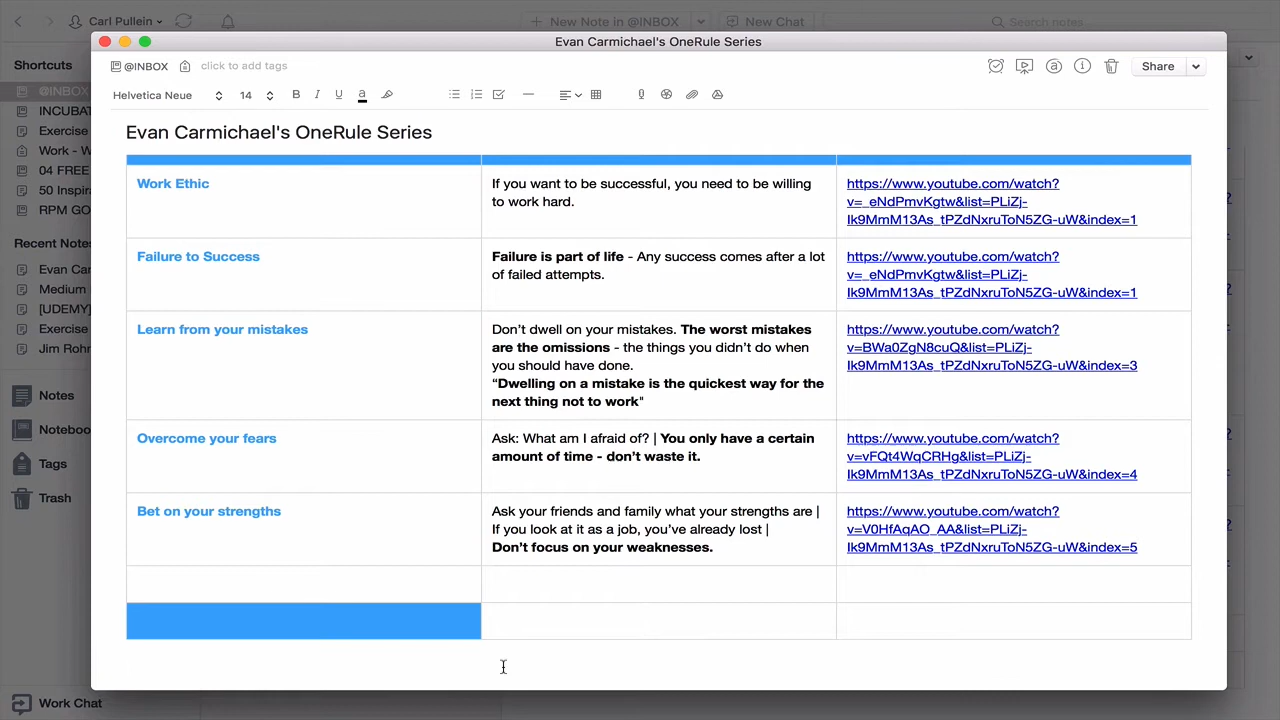 Carl Pullein
New Note in @INBOX
New Chat
Search notes...
Evan Carmichael's OneRule Series
Shortcuts
@INBOX
INCUBAT
Exercise
Work - W
04 FREE
50 Inspira
RPM GO
Recent Notes
Evan Car
Medium
[UDEMY]
Exercise
Jim Rohn
Notes
Noteboo
Tags
Trash
Work Chat
@INBOX
click to add tags
Share
Helvetica Neue
14
B I U a
Evan Carmichael's OneRule Series
Work Ethic
If you want to be successful, you need to be willing
to work hard.
https://www.youtube.com/watch?
v=_eNdPmvKgtw&list=PLiZj-
Ik9MmM13As_tPZdNxruToN5ZG-uW&index=1
Failure to Success
Failure is part of life - Any success comes after a lot
of failed attempts.
https://www.youtube.com/watch?
v=_eNdPmvKgtw&list=PLiZj-
Ik9MmM13As_tPZdNxruToN5ZG-uW&index=1
Learn from your mistakes
Don’t dwell on your mistakes. The worst mistakes
are the omissions - the things you didn’t do when
you should have done.
“Dwelling on a mistake is the quickest way for the
next thing not to work"
https://www.youtube.com/watch?
v=BWa0ZgN8cuQ&list=PLiZj-
Ik9MmM13As_tPZdNxruToN5ZG-uW&index=3
Overcome your fears
Ask: What am I afraid of? | You only have a certain
amount of time - don’t waste it.
https://www.youtube.com/watch?
v=vFQt4WqCRHg&list=PLiZj-
Ik9MmM13As_tPZdNxruToN5ZG-uW&index=4
Bet on your strengths
Ask your friends and family what your strengths are |
If you look at it as a job, you’ve already lost |
Don’t focus on your weaknesses.
https://www.youtube.com/watch?
v=V0HfAqAO_AA&list=PLiZj-
Ik9MmM13As_tPZdNxruToN5ZG-uW&index=5